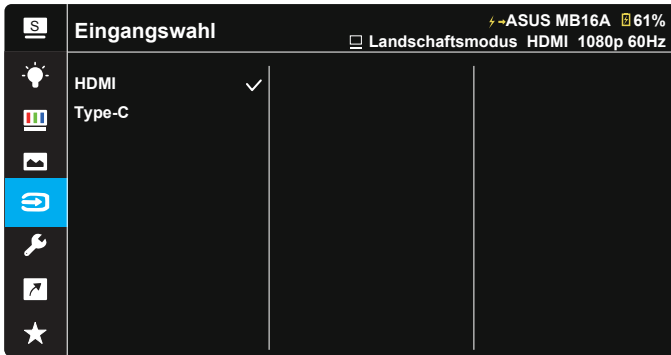 S
Eingangswahl
ASUS MB16A 61%
Landschaftsmodus HDMI 1080p 60Hz
HDMI
Type-C